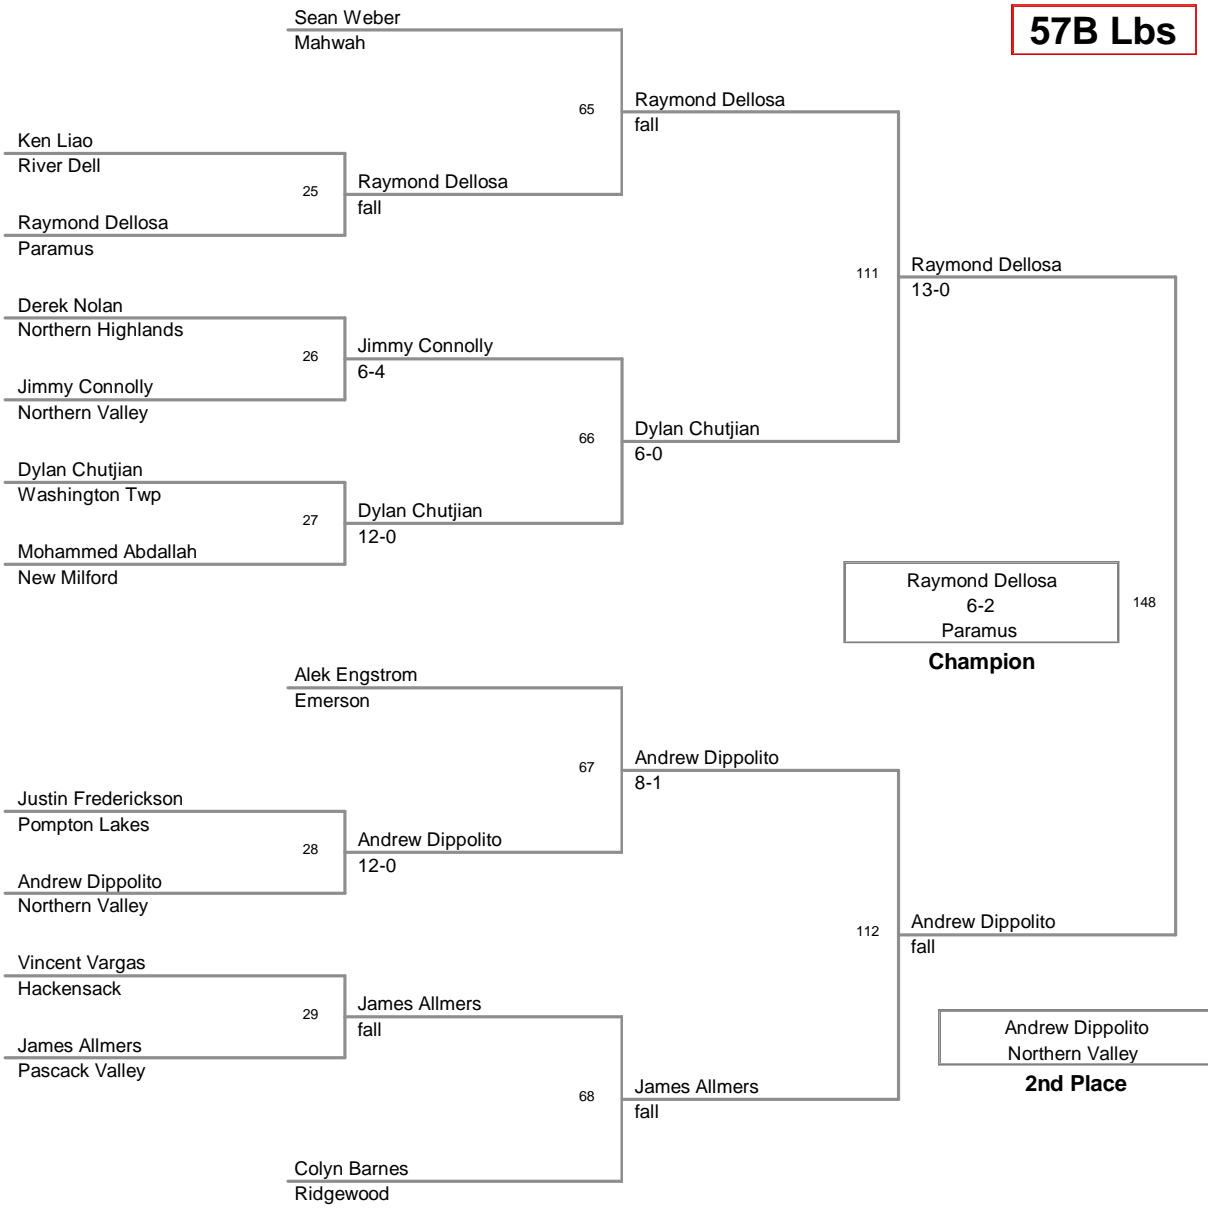 Sean Weber
Mahwah
57B Lbs
65
Raymond Dellosa
fall
Ken Liao
River Dell
25
Raymond Dellosa
fall
Raymond Dellosa
Paramus
111
Raymond Dellosa
13-0
Derek Nolan
Northern Highlands
26
Jimmy Connolly
6-4
Jimmy Connolly
Northern Valley
66
Dylan Chutjian
6-0
Dylan Chutjian
Washington Twp
27
Dylan Chutjian
12-0
Mohammed Abdallah
New Milford
Raymond Dellosa
6-2
Paramus
Champion
148
Alek Engstrom
Emerson
67
Andrew Dippolito
8-1
Justin Frederickson
Pompton Lakes
28
Andrew Dippolito
12-0
Andrew Dippolito
Northern Valley
112
Andrew Dippolito
fall
Vincent Vargas
Hackensack
29
James Allmers
fall
James Allmers
Pascack Valley
Andrew Dippolito
Northern Valley
2nd Place
68
James Allmers
fall
Colyn Barnes
Ridgewood